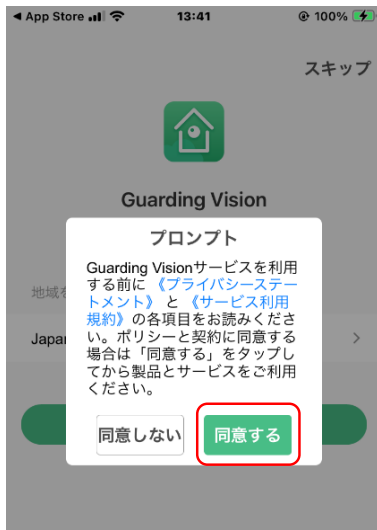 App Store 13:41 100%
スキップ
Guarding Vision
プロンプト
Guarding Visionサービスを利用
する前に 《プライバシーステー
トメント》 と 《サービス利用
規約》の各項目をお読みくださ
い。ポリシーと契約に同意する
場合は「同意する」をタップし
てから製品とサービスをご利用
ください。
地域を
Japa
同意しない 同意する